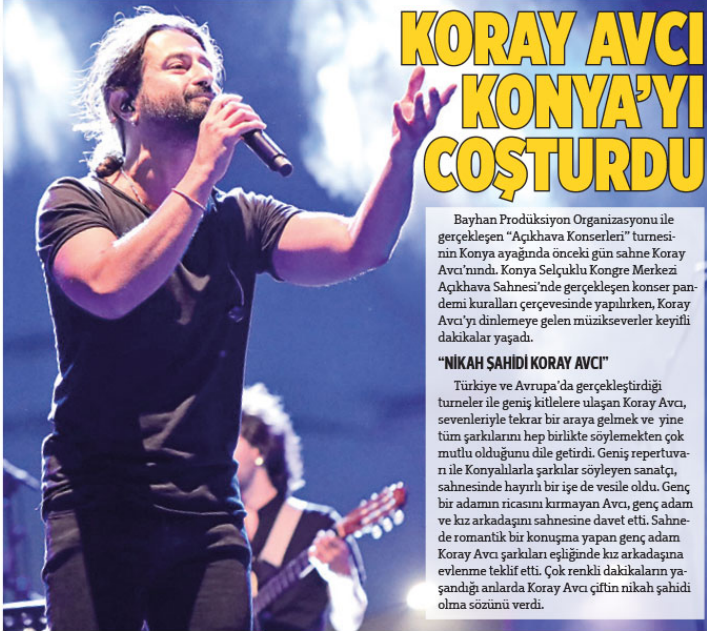 KORAY AVCI
KONYA'YI
COŞTURDU
Bayhan Prodüksiyon Organizasyonu ile
gerçekleşen “Açıkhava Konserleri” turnesi-
nin Konya ayağında önceki gün sahne Koray
Avcı’nındı. Konya Selçuklu Kongre Merkezi
Açıkhava Sahnesi’nde gerçekleşen konser pan-
demi kuralları çerçevesinde yapılırken, Koray
Avcı’yı dinlemeye gelen müzikseverler keyifli
dakikalar yaşadı.
“NİKAH ŞAHİDİ KORAY AVCI”
Türkiye ve Avrupa’da gerçekleştirdiği
turneler ile geniş kitlelere ulaşan Koray Avcı,
sevenleriyle tekrar bir araya gelmek ve yine
tüm şarkılarını hep birlikte söylemekten çok
mutlu olduğunu dile getirdi. Geniş repertuva-
rı ile Konyalılarla şarkılar söyleyen sanatçı,
sahnesinde hayırlı bir işe de vesile oldu. Genç
bir adamın ricasını kırmayan Avcı, genç adam
ve kız arkadaşını sahnesine davet etti. Sahne-
de romantik bir konuşma yapan genç adam
Koray Avcı şarkıları eşliğinde kız arkadaşına
evlenme teklif etti. Çok renkli dakikaların ya-
şandığı anlarda Koray Avcı çiftin nikah şahidi
olma sözünü verdi.